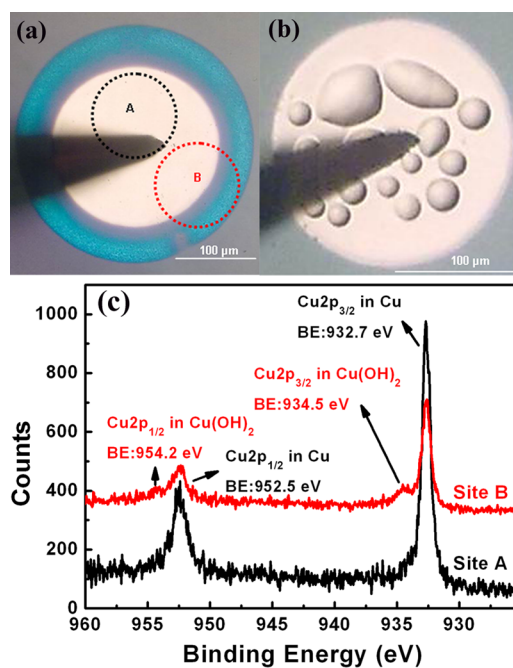 (a)
A
B
100 µm
(b)
100 µm
(c)
Cu2p3/2 in Cu
BE:932.7 eV
Cu2p3/2 in Cu(OH)2
BE:934.5 eV
Cu2p1/2 in Cu(OH)2
BE:954.2 eV
Cu2p1/2 in Cu
BE:952.5 eV
Site B
Site A
Counts
1000
800
600
400
200
0
960 955 950 945 940 935 930
Binding Energy (eV)